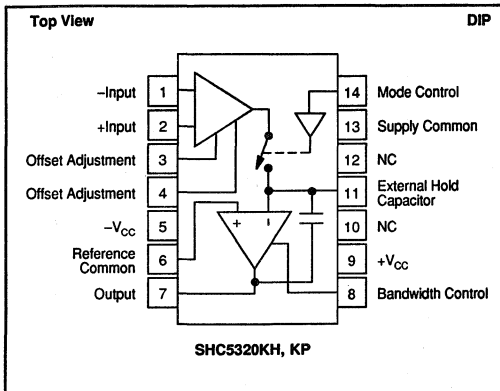 Top View
DIP
–Input 1
+Input 2
Offset Adjustment 3
Offset Adjustment 4
–VCC 5
Reference
Common 6
Output 7
14 Mode Control
13 Supply Common
12 NC
11 External Hold
Capacitor
10 NC
9 +VCC
8 Bandwidth Control
+ –
SHC5320KH, KP